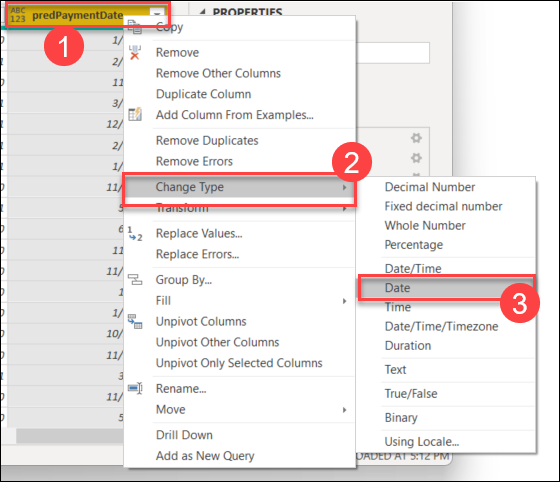 ABC
123
predPaymentDate
PROPERTIES
1
Copy
Remove
Remove Other Columns
Duplicate Column
Add Column From Examples...
Remove Duplicates
Remove Errors
2
Change Type
Transform
Replace Values...
Replace Errors...
Group By...
Fill
Unpivot Columns
Unpivot Other Columns
Unpivot Only Selected Columns
Rename...
Move
Drill Down
Add as New Query
Decimal Number
Fixed decimal number
Whole Number
Percentage
Date/Time
Date
3
Time
Date/Time/Timezone
Duration
Text
True/False
Binary
Using Locale...
AT 5:12 PM
1/
2/
11
3/
12/
2/
1/
11/
5
6
11
11/
1
1/
10/
11/
3
11/
5